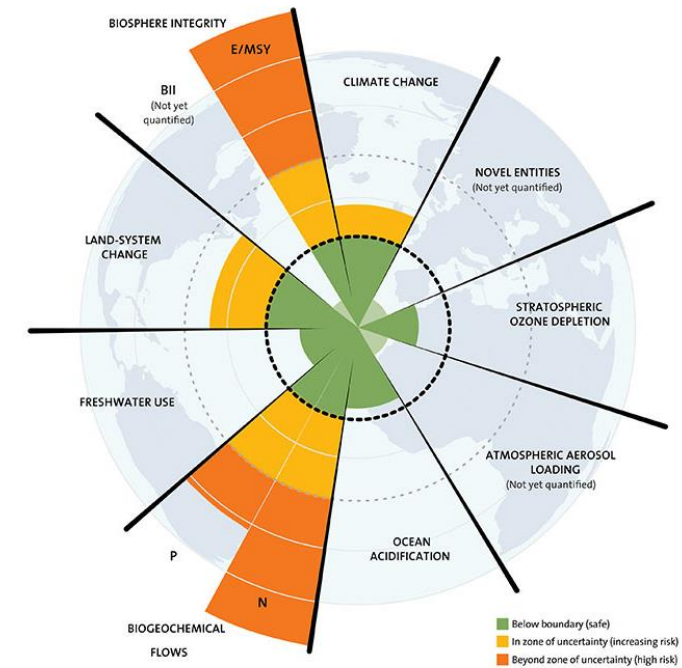 BIOSPHERE INTEGRITY
E/MSY
BII
(Not yet
quantified)
CLIMATE CHANGE
NOVEL ENTITIES
(Not yet quantified)
LAND-SYSTEM
CHANGE
STRATOSPHERIC
OZONE DEPLETION
FRESHWATER USE
ATMOSPHERIC AEROSOL
LOADING
(Not yet quantified)
OCEAN
ACIDIFICATION
P
N
BIOGEOCHEMICAL
FLOWS
Below boundary (safe)
In zone of uncertainty (increasing risk)
Beyond zone of uncertainty (high risk)